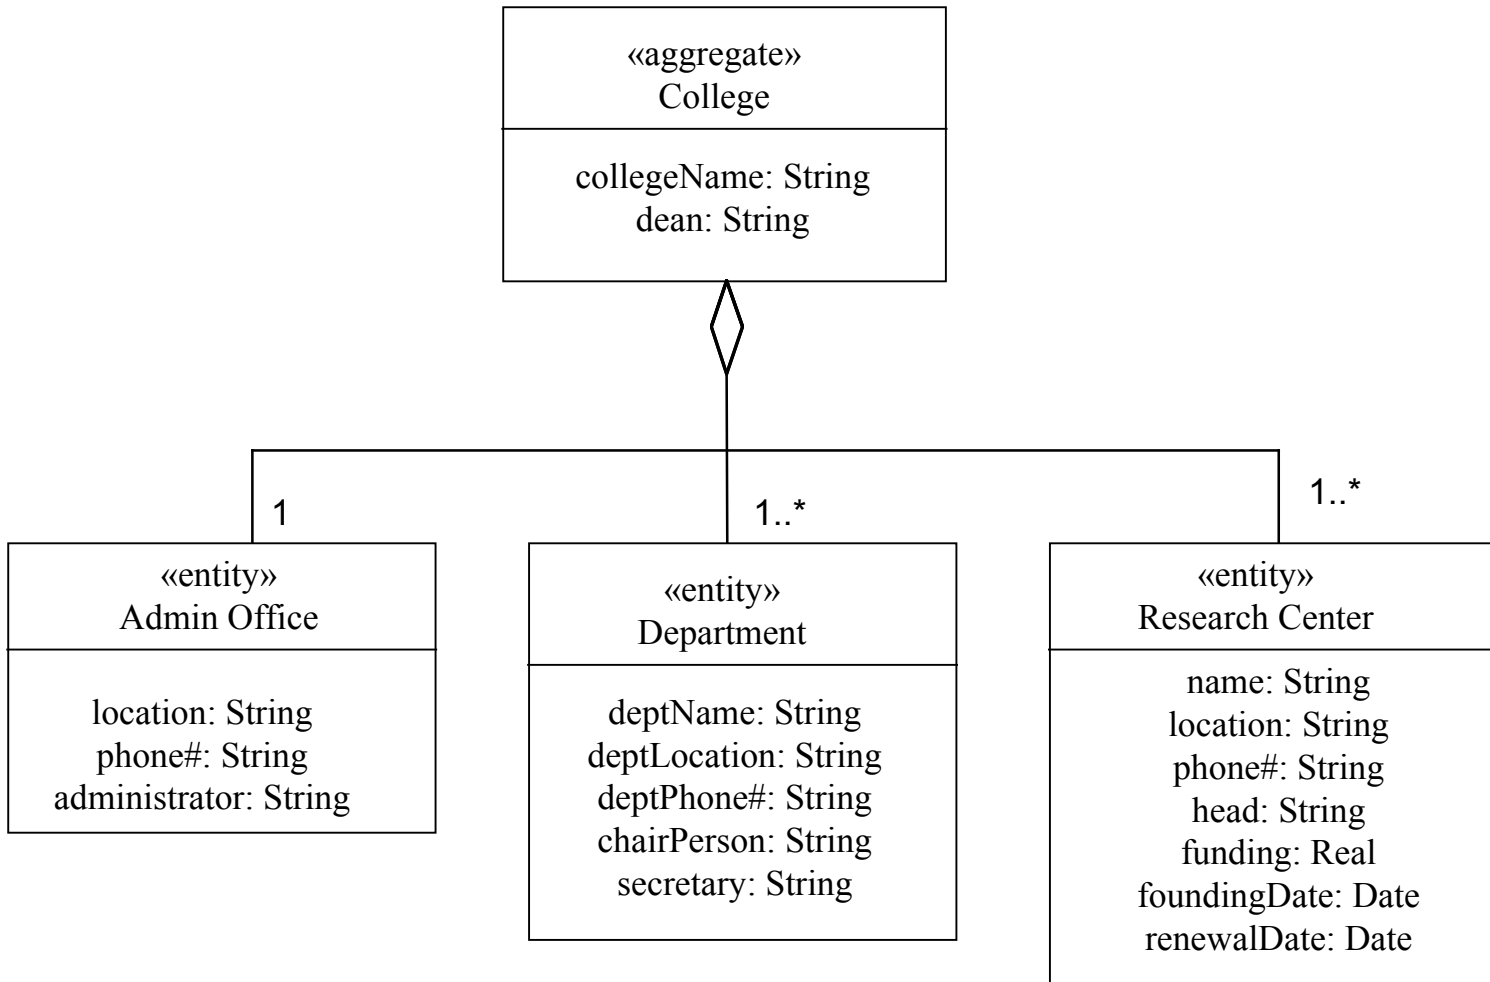 «aggregate»
College
collegeName: String
dean: String
1
1..*
1..*
«entity»
Admin Office
location: String
phone#: String
administrator: String
«entity»
Department
deptName: String
deptLocation: String
deptPhone#: String
chairPerson: String
secretary: String
«entity»
Research Center
name: String
location: String
phone#: String
head: String
funding: Real
foundingDate: Date
renewalDate: Date